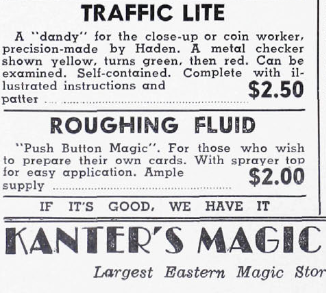 TRAFFIC LITE
A "dandy" for the close-up or coin worker,
precision-made by Haden. A metal checker
shown yellow, turns green, then red. Can be
examined. Self-contained. Complete with il-
lustrated instructions and
patter ........................ $2.50
ROUGHING FLUID
"Push Button Magic". For those who wish
to prepare their own cards. With sprayer top
for easy application. Ample
supply ........................ $2.00
IF IT'S GOOD, WE HAVE IT
KANTER'S MAGIC
Largest Eastern Magic Stor